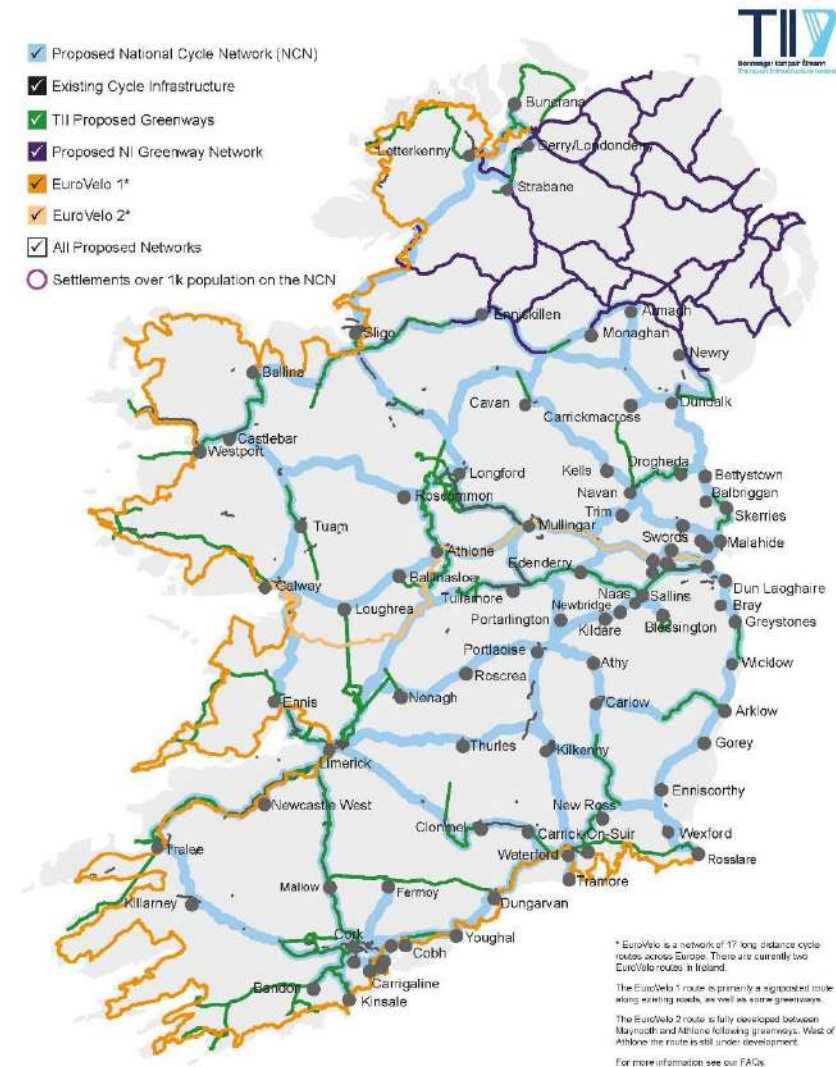 TII
Bonneagar Iompair Éireann
Transport Infrastructure Ireland
Proposed National Cycle Network (NCN)
Existing Cycle Infrastructure
TII Proposed Greenways
Proposed NI Greenway Network
EuroVelo 1*
EuroVelo 2*
All Proposed Networks
Settlements over 1k population on the NCN
Buncrana
Letterkenny
Derry/Londonderry
Strabane
Enniskillen
Armagh
Sligo
Monaghan
Newry
Ballina
Cavan
Carrickmacross
Dundalk
Castlebar
Westport
Longford
Kells
Drogheda
Bettystown
Roscommon
Navan
Balbriggan
Trim
Skerries
Tuam
Mullingar
Swords
Malahide
Athlone
Edenderry
Galway
Ballinasloe
Tullamore
Naas
Sallins
Dun Laoghaire
Loughrea
Newbridge
Bray
Portarlington
Kildare
Blessington
Greystones
Portlaoise
Athy
Wicklow
Roscrea
Ennis
Nenagh
Carlow
Arklow
Limerick
Thurles
Kilkenny
Gorey
Newcastle West
New Ross
Enniscorthy
Clonmel
Carrick-On-Suir
Wexford
Tralee
Waterford
Rosslare
Killarney
Mallow
Fermoy
Tramore
Dungarvan
Cork
Youghal
Cobh
Carrigaline
Bandon
Kinsale
* EuroVelo is a network of 17 long distance cycle
routes across Europe. There are currently two
EuroVelo routes in Ireland.
The EuroVelo 1 route is primarily a signposted route
along existing roads, as well as some greenways.
The EuroVelo 2 route is fully developed between
Maynooth and Athlone following greenways. West of
Athlone the route is still under development.
For more information see our FAQs.